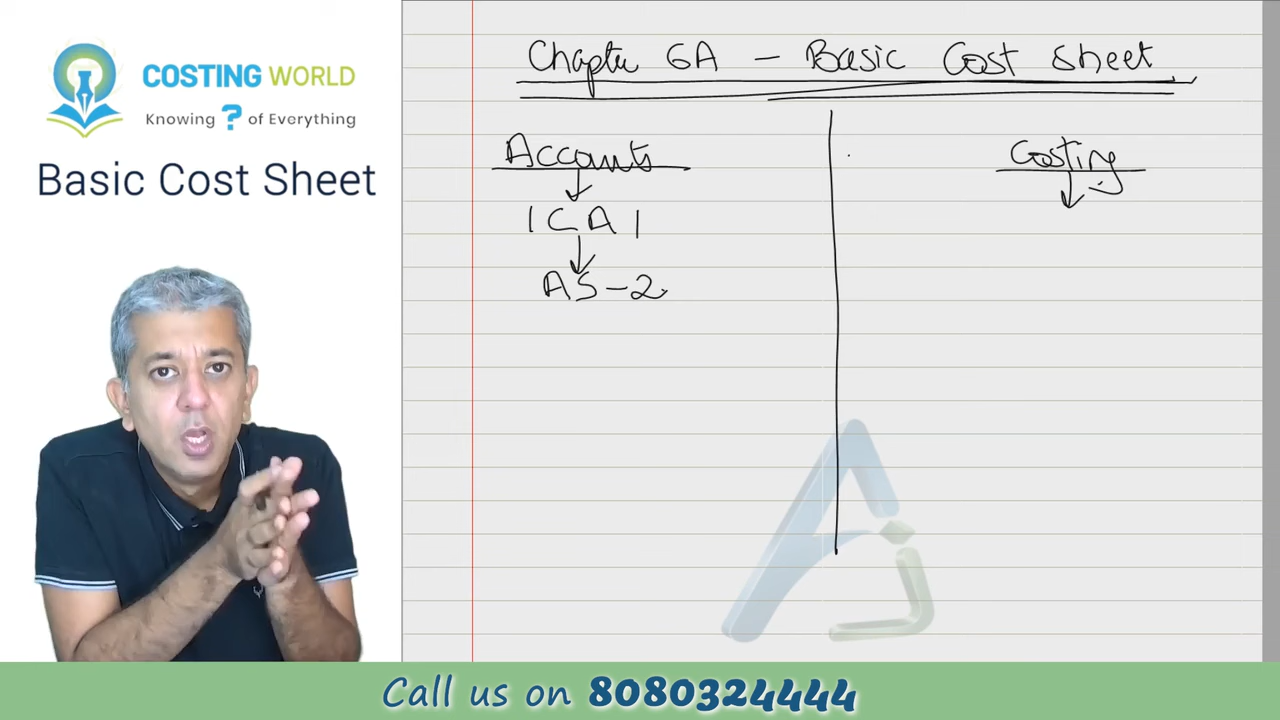 COSTING WORLD
Knowing ? of Everything
Basic Cost Sheet
Chapter 6A - Basic Cost Sheet
Accounts
Costing
ICAI
AS-2
Call us on 8080324444